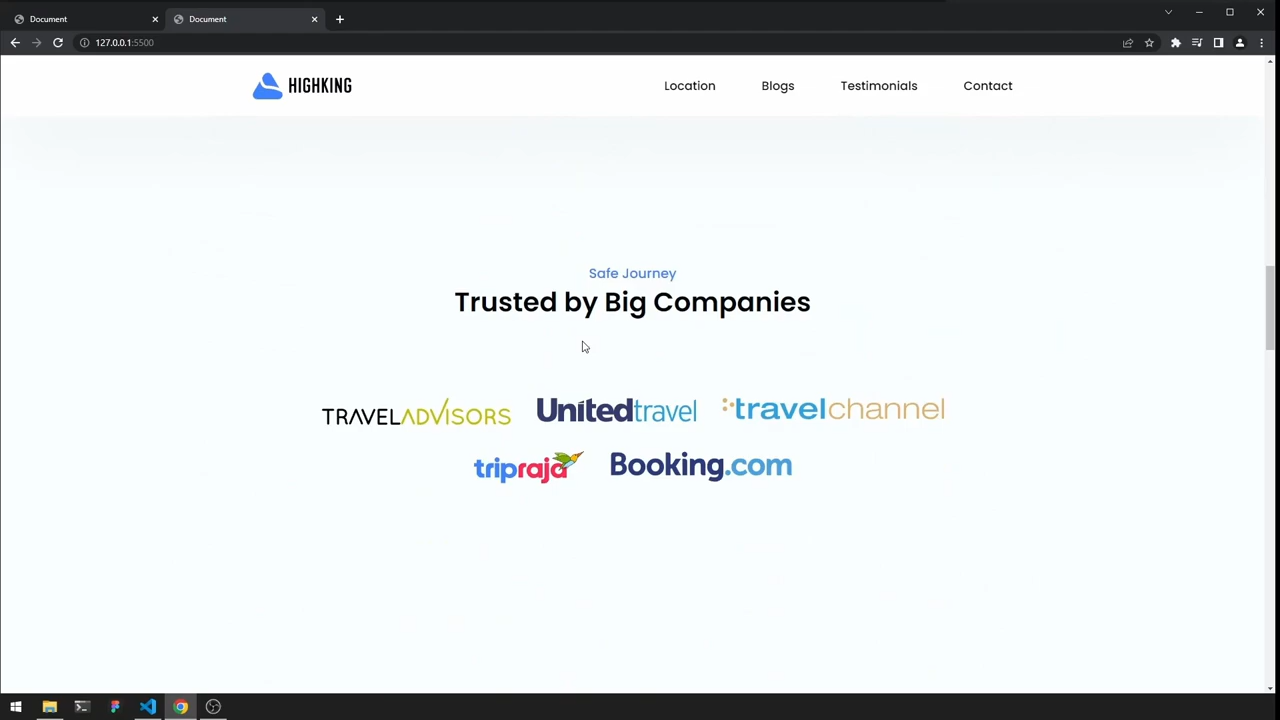 Document
Document
127.0.0.1:5500
HIGHKING
Location
Blogs
Testimonials
Contact
Safe Journey
Trusted by Big Companies
TRAVELADVISORS
Unitedtravel
travelchannel
tripraja
Booking.com